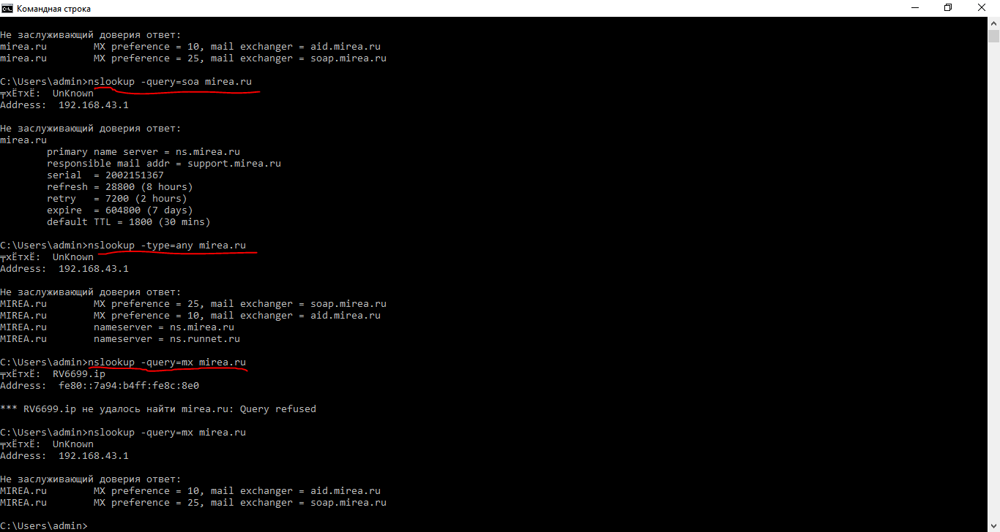 Командная строка
Не заслуживающий доверия ответ:
mirea.ru        MX preference = 10, mail exchanger = aid.mirea.ru
mirea.ru        MX preference = 25, mail exchanger = soap.mirea.ru
C:\Users\admin>nslookup -query=soa mirea.ru
╤хЁтхЁ:  UnKnown
Address:  192.168.43.1
Не заслуживающий доверия ответ:
mirea.ru
        primary name server = ns.mirea.ru
        responsible mail addr = support.mirea.ru
        serial  = 2002151367
        refresh = 28800 (8 hours)
        retry   = 7200 (2 hours)
        expire  = 604800 (7 days)
        default TTL = 1800 (30 mins)
C:\Users\admin>nslookup -type=any mirea.ru
╤хЁтхЁ:  UnKnown
Address:  192.168.43.1
Не заслуживающий доверия ответ:
MIREA.ru        MX preference = 25, mail exchanger = soap.mirea.ru
MIREA.ru        MX preference = 10, mail exchanger = aid.mirea.ru
MIREA.ru        nameserver = ns.mirea.ru
MIREA.ru        nameserver = ns.runnet.ru
C:\Users\admin>nslookup -query=mx mirea.ru
╤хЁтхЁ:  RV6699.ip
Address:  fe80::7a94:b4ff:fe8c:8e0
*** RV6699.ip не удалось найти mirea.ru: Query refused
C:\Users\admin>nslookup -query=mx mirea.ru
╤хЁтхЁ:  UnKnown
Address:  192.168.43.1
Не заслуживающий доверия ответ:
MIREA.ru        MX preference = 10, mail exchanger = aid.mirea.ru
MIREA.ru        MX preference = 25, mail exchanger = soap.mirea.ru
C:\Users\admin>